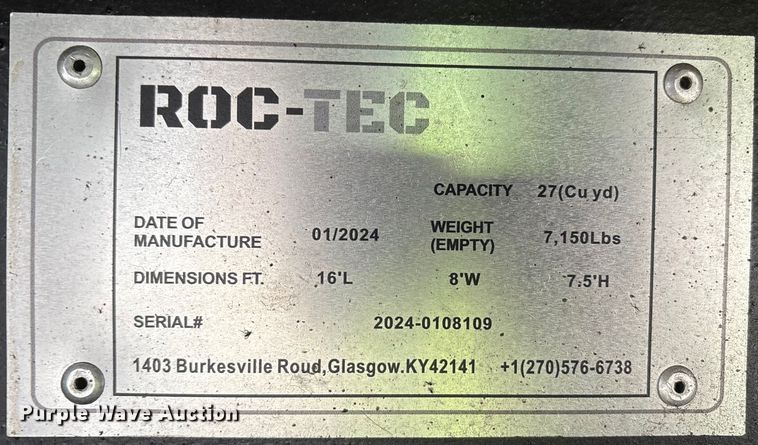 ROC-TEC
CAPACITY 27(Cu yd)
DATE OF MANUFACTURE 01/2024 WEIGHT (EMPTY) 7,150Lbs
DIMENSIONS FT. 16'L 8'W 7.5'H
SERIAL# 2024-0108109
1403 Burkesville Roud,Glasgow.KY42141 +1(270)576-6738
Purple Wave Auction